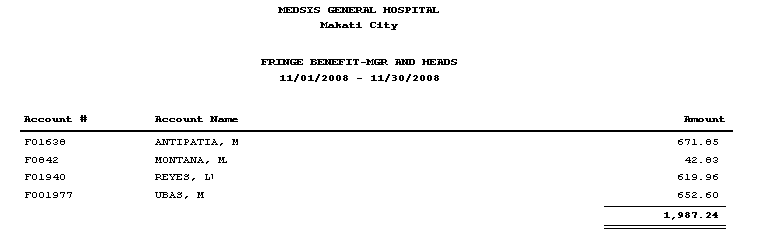 MEDSYS GENERAL HOSPITAL
Makati City
FRINGE BENEFIT-MGR AND HEADS
11/01/2008 - 11/30/2008
Account # Account Name Amount
F01638 ANTIPATIA, M 671.85
F0842 MONTANA, M. 42.83
F01940 REYES, L 619.96
F001977 UBAS, M 652.60
1,987.24